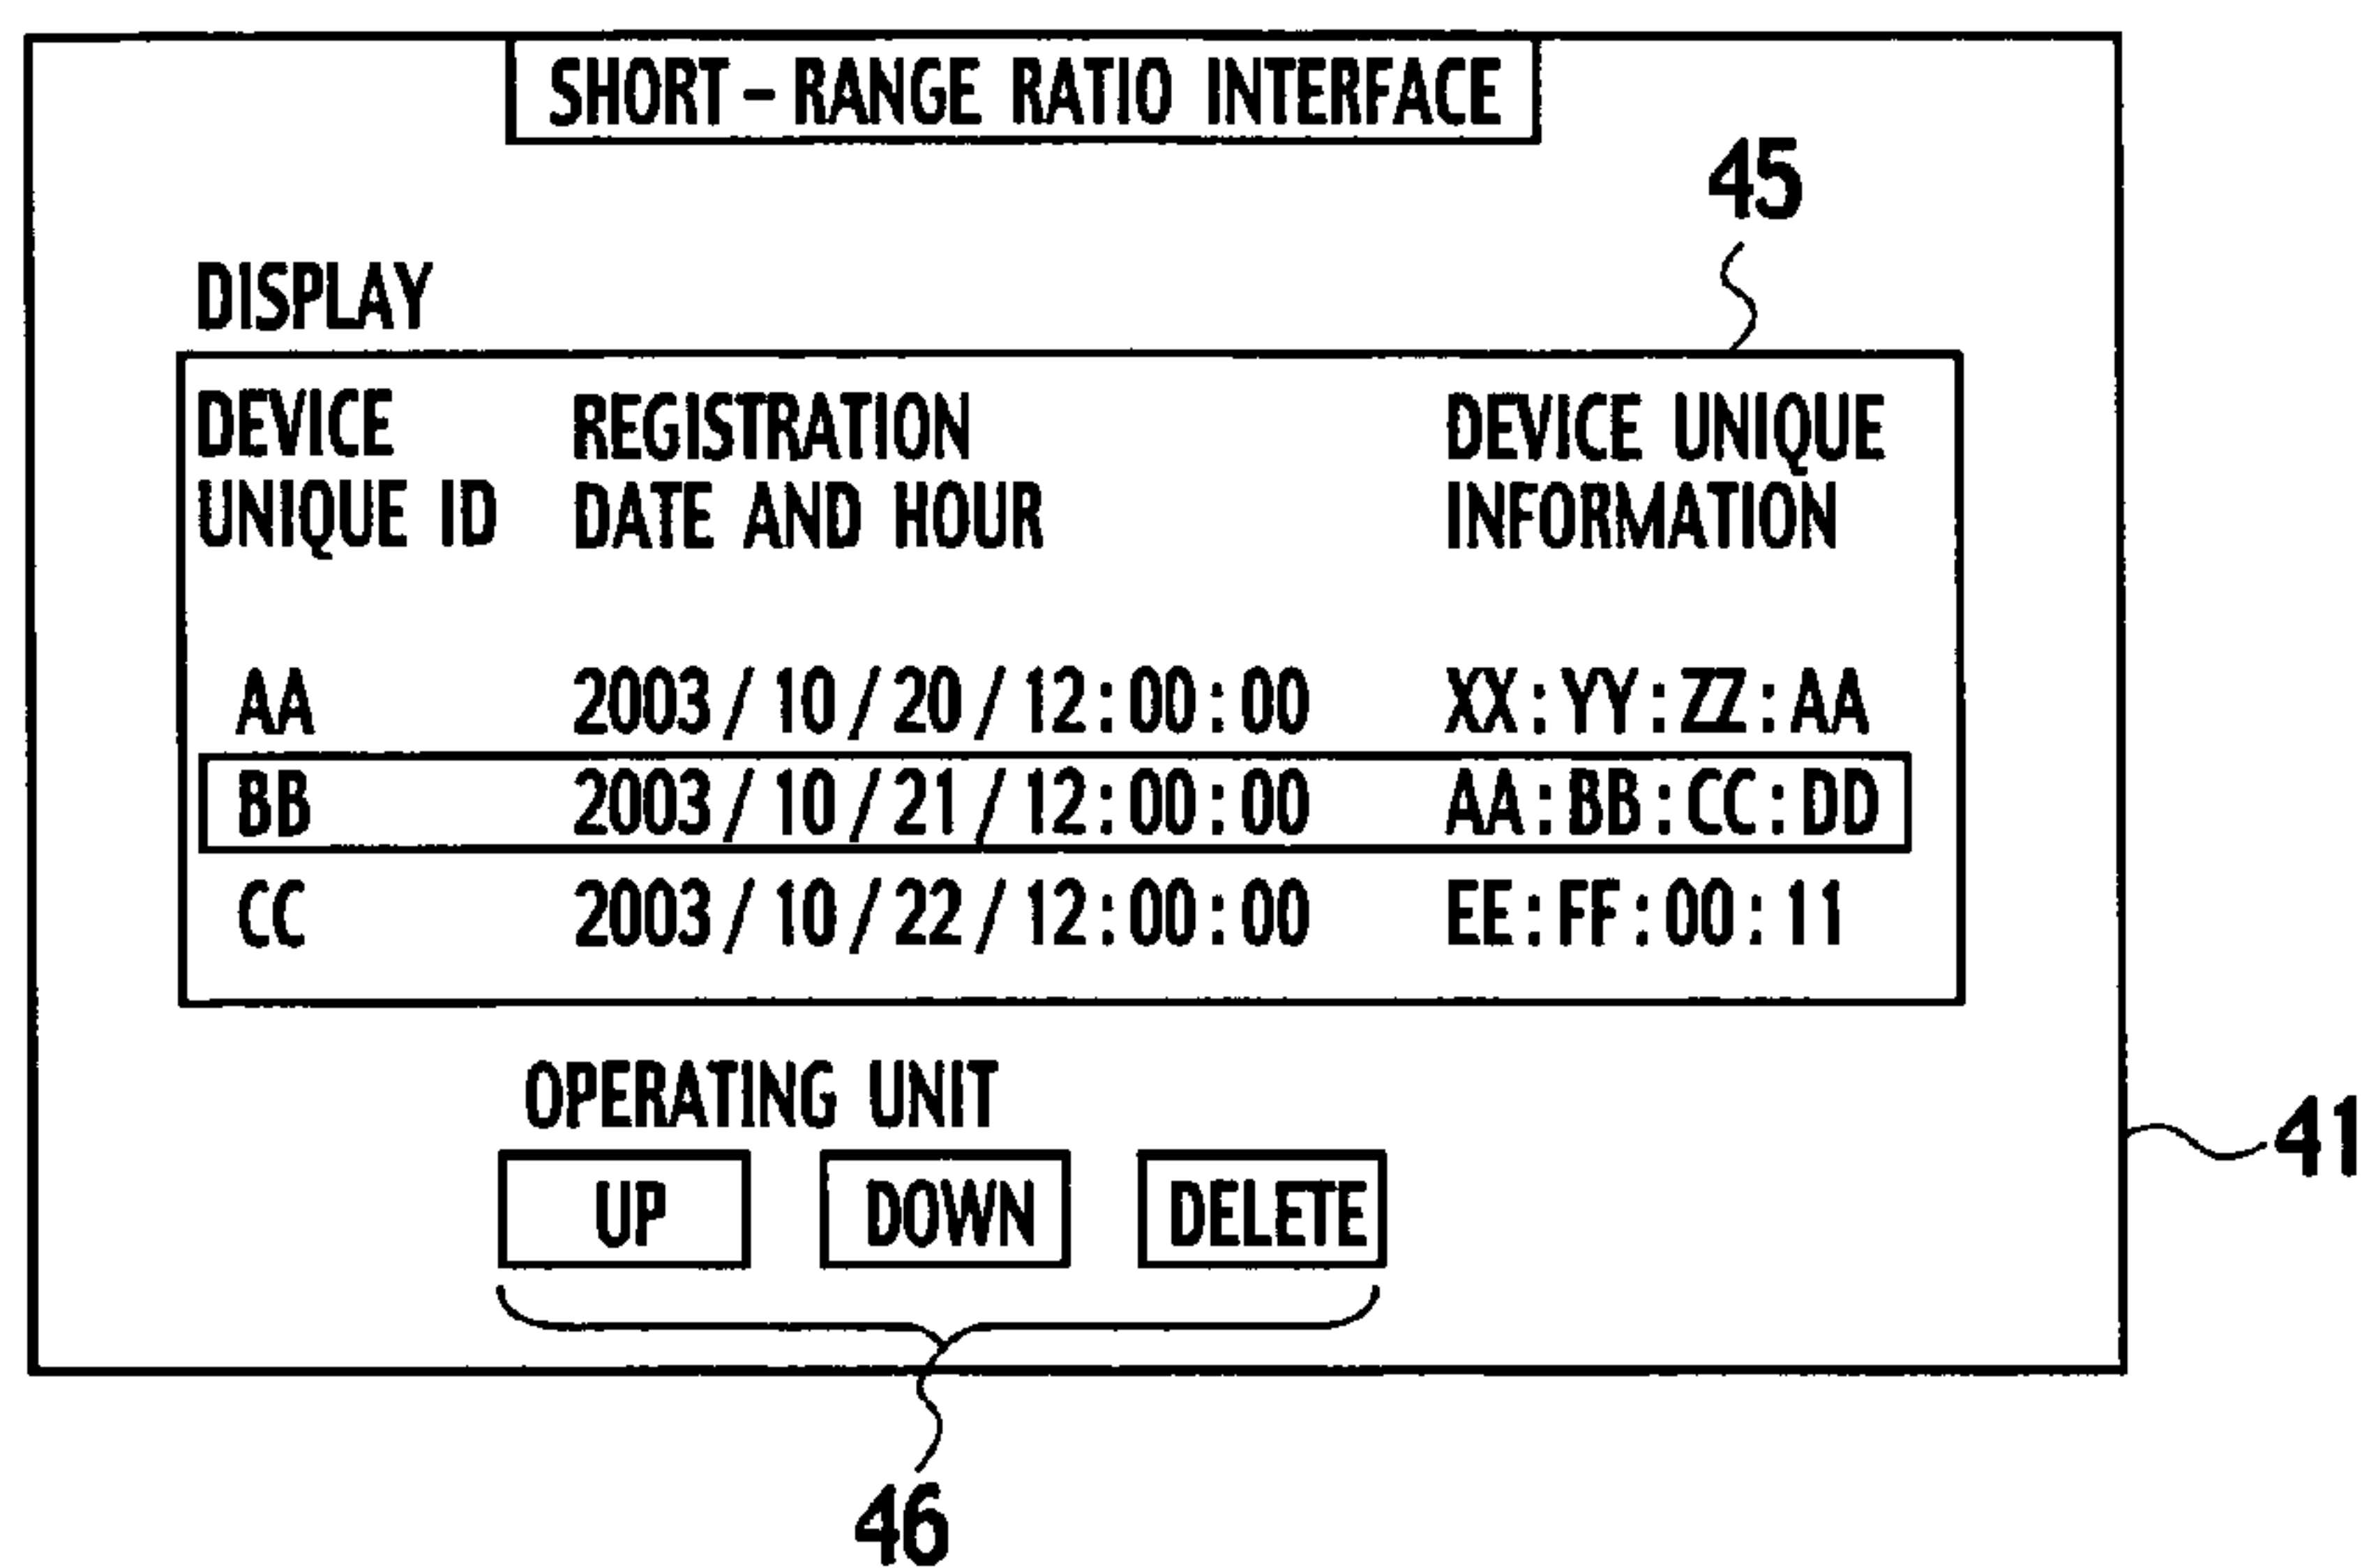 SHORT-RANGE RATIO INTERFACE
45
DISPLAY
DEVICE REGISTRATION DEVICE UNIQUE
UNIQUE ID DATE AND HOUR INFORMATION
AA 2003/10/20/12:00:00 XX:YY:ZZ:AA
BB 2003/10/21/12:00:00 AA:BB:CC:DD
CC 2003/10/22/12:00:00 EE:FF:00:11
OPERATING UNIT
41
UP DOWN DELETE
46